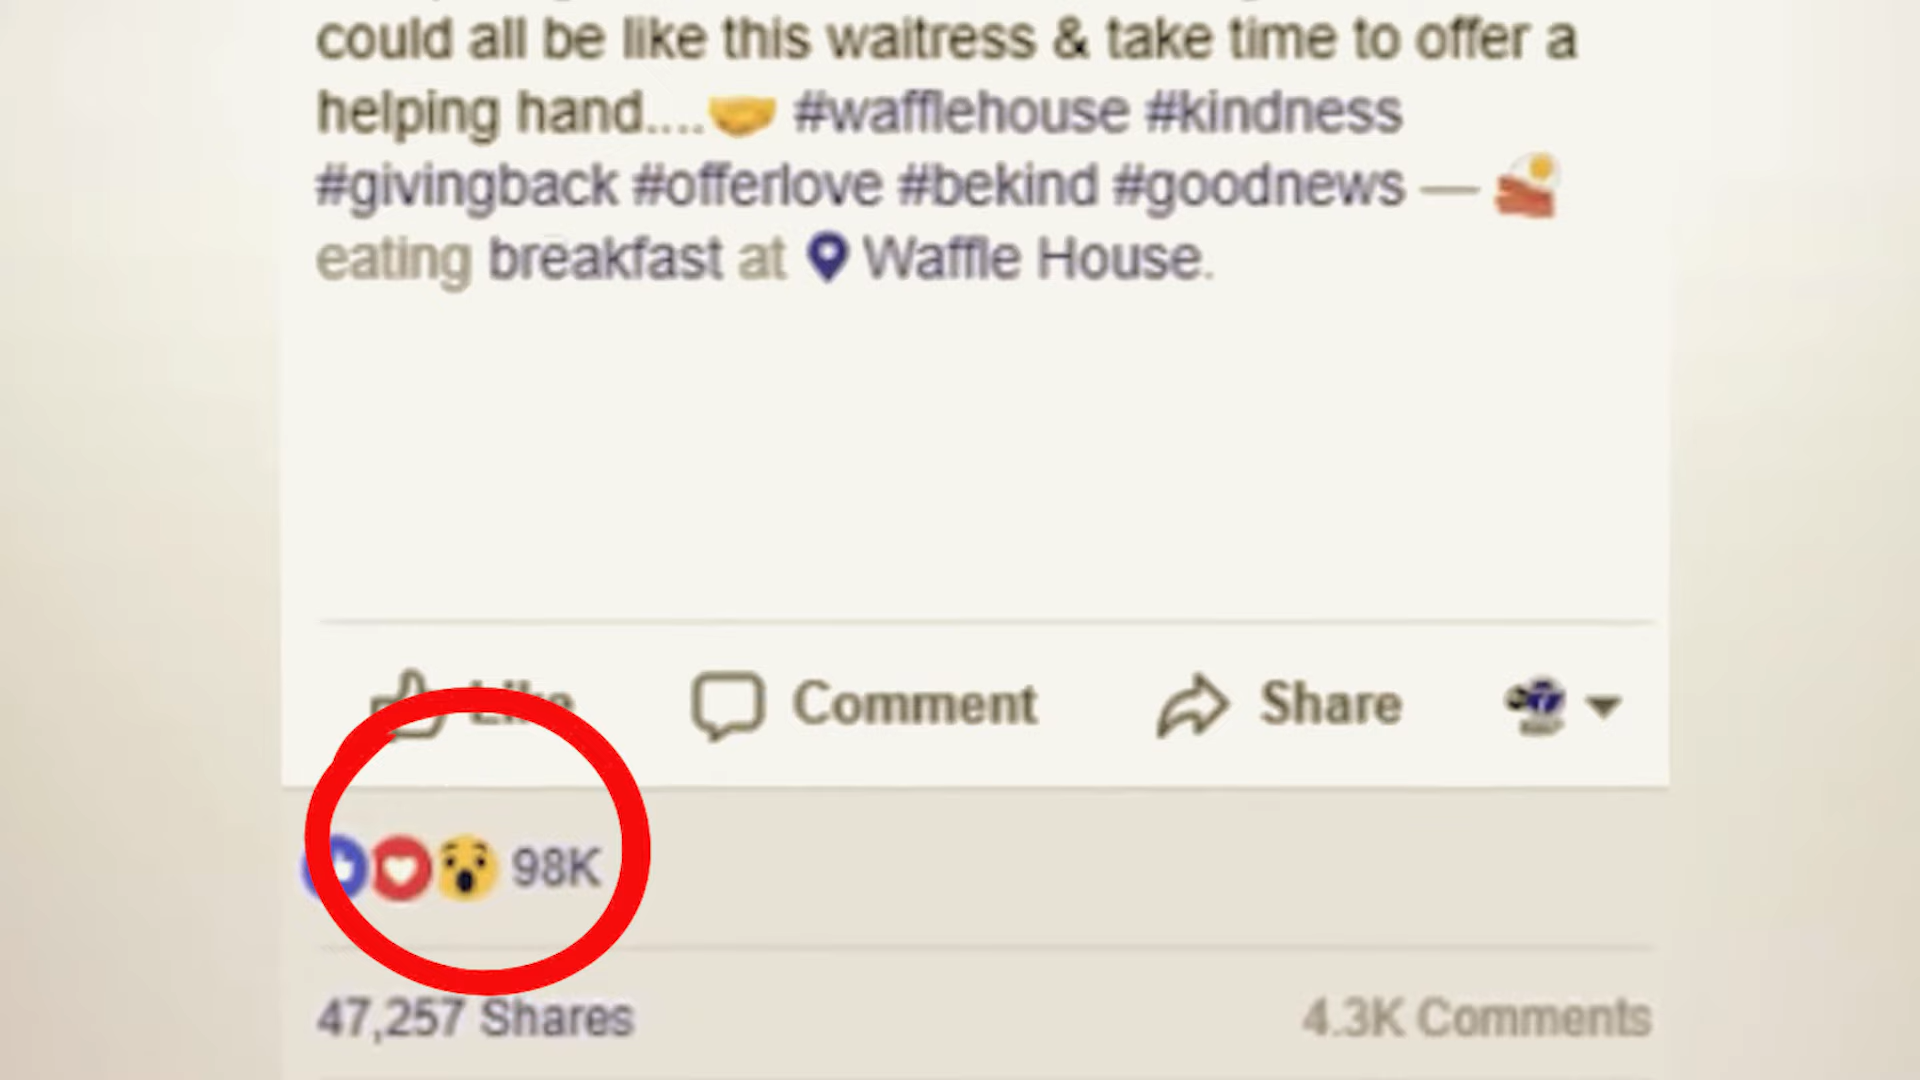 could all be like this waitress & take time to offer a
helping hand.... #wafflehouse #kindness
#givingback #offerlove #bekind #goodnews —
eating breakfast at Waffle House.
Like Comment Share
98K
47,257 Shares 4.3K Comments